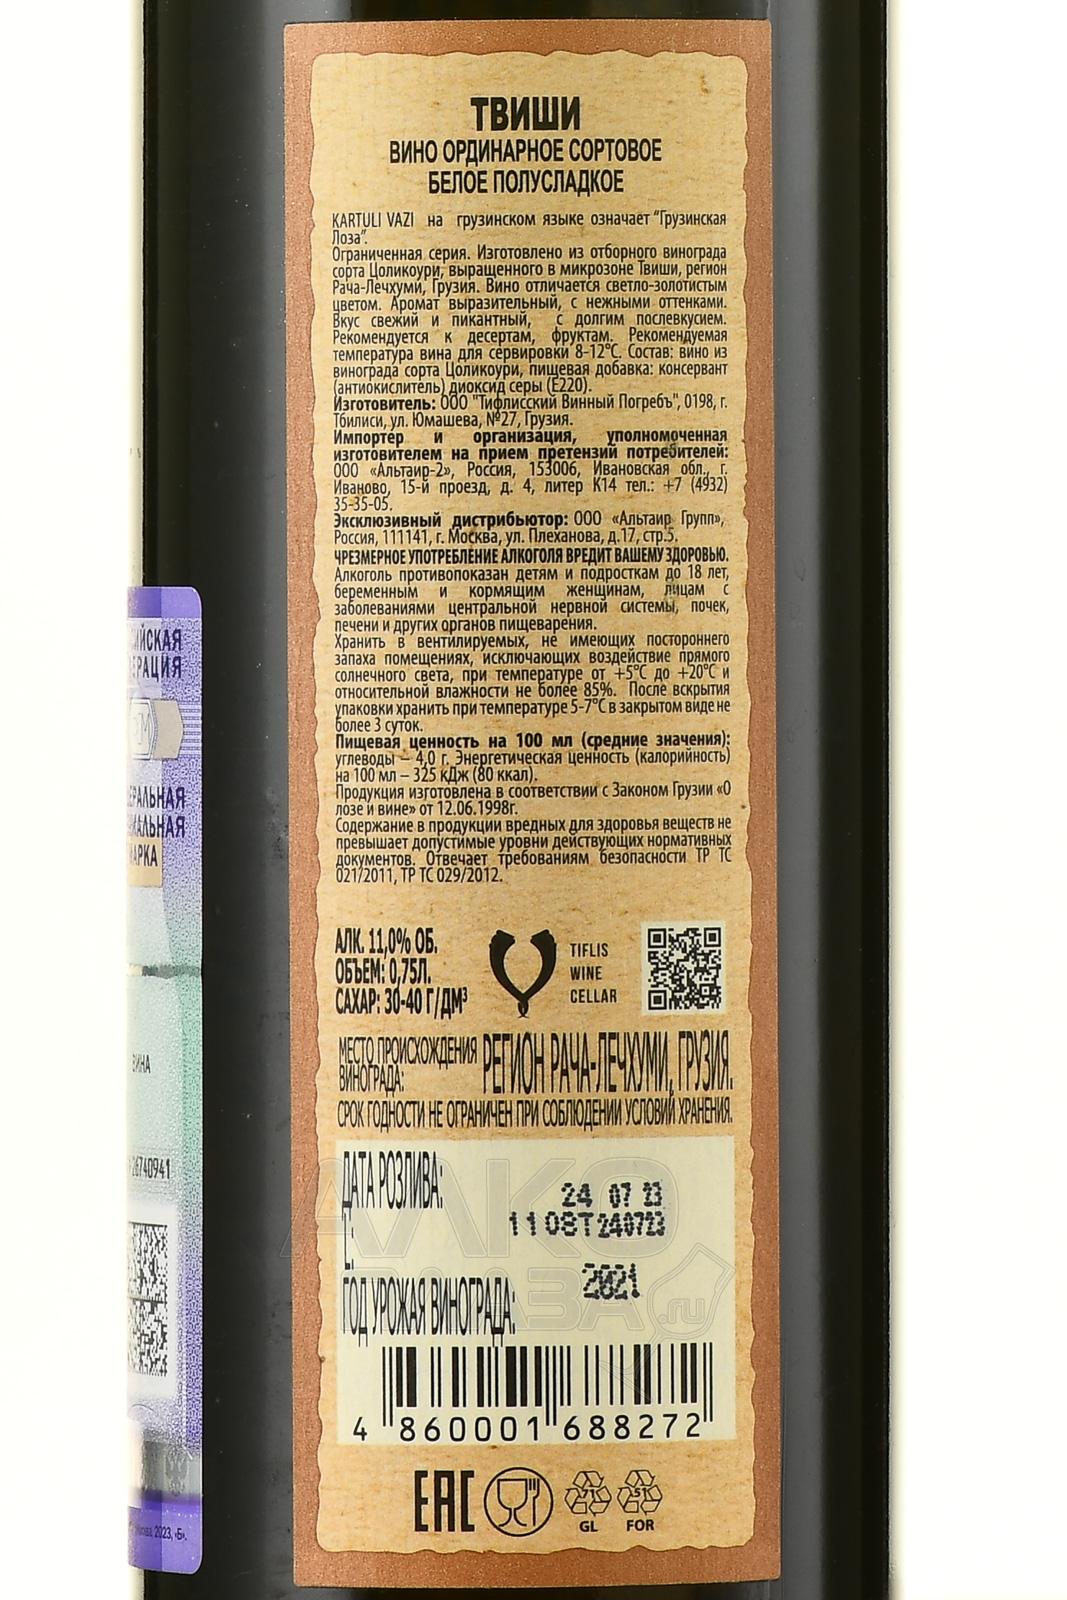 ТВИШИ
ВИНО ОРДИНАРНОЕ СОРТОВОЕ
БЕЛОЕ ПОЛУСЛАДКОЕ
KARTULI VAZI на грузинском языке означает "Грузинская
Лоза".
Ограниченная серия. Изготовлено из отборного винограда
сорта Цоликоури, выращенного в микрозоне Твиши, регион
Рача-Лечхуми, Грузия. Вино отличается светло-золотистым
цветом. Аромат выразительный, с нежными оттенками.
Вкус свежий и пикантный, с долгим послевкусием.
Рекомендуется к десертам, фруктам. Рекомендуемая
температура вина для сервировки 8-12°С. Состав: вино из
винограда сорта Цоликоури, пищевая добавка: консервант
(антиокислитель) диоксид серы (Е220).
Изготовитель: ООО "Тифлисский Винный Погребъ", 0198, г.
Тбилиси, ул. Юмашева, №27, Грузия.
Импортер и организация, уполномоченная
изготовителем на прием претензий потребителей:
ООО «Альтаир-2», Россия, 153006, Ивановская обл., г.
Иваново, 15-й проезд, д. 4, литер К14 тел.: +7 (4932)
35-35-05.
Эксклюзивный дистрибьютор: ООО «Альтаир Групп»,
Россия, 111141, г. Москва, ул. Плеханова, д.17, стр.5.
ЧРЕЗМЕРНОЕ УПОТРЕБЛЕНИЕ АЛКОГОЛЯ ВРЕДИТ ВАШЕМУ ЗДОРОВЬЮ.
Алкоголь противопоказан детям и подросткам до 18 лет,
беременным и кормящим женщинам, лицам с
заболеваниями центральной нервной системы, почек,
печени и других органов пищеварения.
Хранить в вентилируемых, не имеющих постороннего
запаха помещениях, исключающих воздействие прямого
солнечного света, при температуре от +5°С до +20°С и
относительной влажности не более 85%. После вскрытия
упаковки хранить при температуре 5-7°С в закрытом виде не
более 3 суток.
Пищевая ценность на 100 мл (средние значения):
углеводы – 4,0 г. Энергетическая ценность (калорийность)
на 100 мл – 325 кДж (80 ккал).
Продукция изготовлена в соответствии с Законом Грузии «О
лозе и вине» от 12.06.1998г.
Содержание в продукции вредных для здоровья веществ не
превышает допустимые уровни действующих нормативных
документов. Отвечает требованиям безопасности ТР ТС
021/2011, ТР ТС 029/2012.
АЛК. 11,0% ОБ.
ОБЪЕМ: 0,75Л.
САХАР: 30-40 Г/ДМ³
TIFLIS
WINE
CELLAR
МЕСТО ПРОИСХОЖДЕНИЯ
ВИНОГРАДА: РЕГИОН РАЧА-ЛЕЧХУМИ, ГРУЗИЯ.
СРОК ГОДНОСТИ НЕ ОГРАНИЧЕН ПРИ СОБЛЮДЕНИИ УСЛОВИЙ ХРАНЕНИЯ.
ДАТА РОЗЛИВА: 24 07 23
L: 1108T240723
ГОД УРОЖАЯ ВИНОГРАДА: 2021
4 860001 688272
EAC
71
GL
51
FOR
ВИНА
26740941
2023, «Б».
АЛКО
.ru